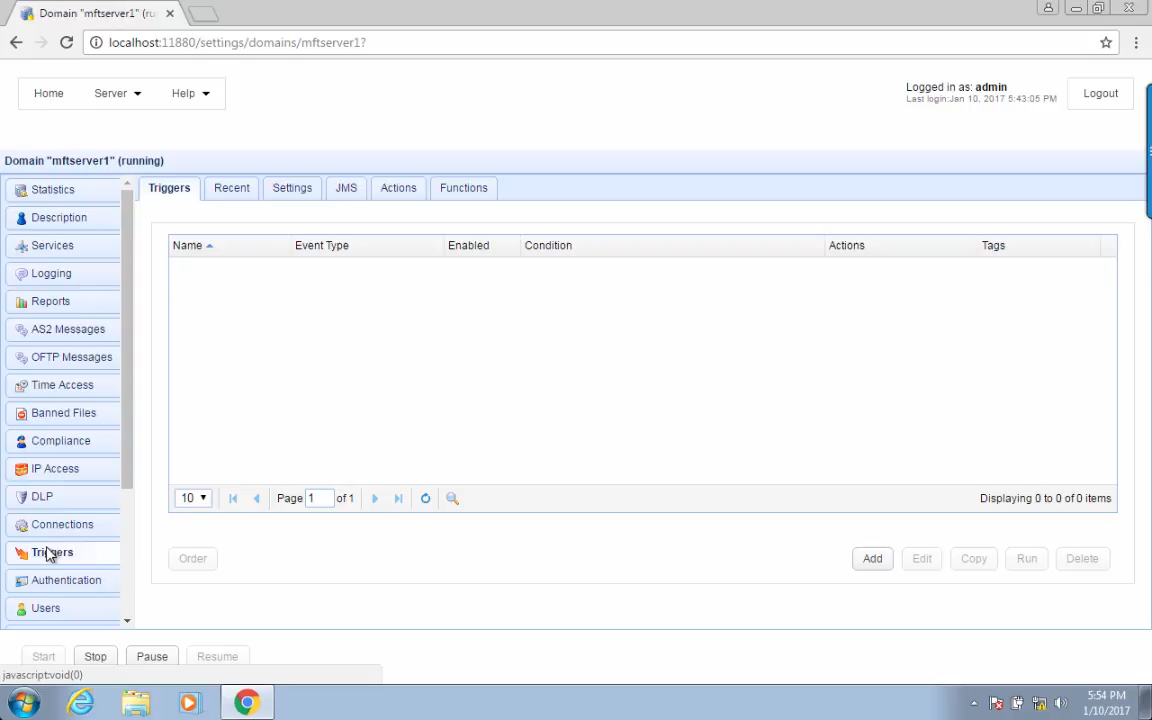 Domain "mftserver1" (ru
localhost:11880/settings/domains/mftserver1?
Home Server Help
Logged in as: admin
Last login:Jan 10, 2017 5:43:05 PM
Logout
Domain "mftserver1" (running)
Statistics
Description
Services
Logging
Reports
AS2 Messages
OFTP Messages
Time Access
Banned Files
Compliance
IP Access
DLP
Connections
Triggers
Authentication
Users
Triggers Recent Settings JMS Actions Functions
Name Event Type Enabled Condition Actions Tags
10 Page 1 of 1 Displaying 0 to 0 of 0 items
Order Add Edit Copy Run Delete
Start Stop Pause Resume
javascript:void(0)
5:54 PM
1/10/2017